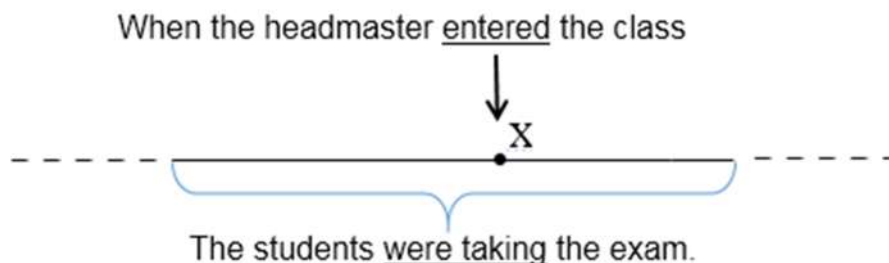 When the headmaster entered the class
X
The students were taking the exam.